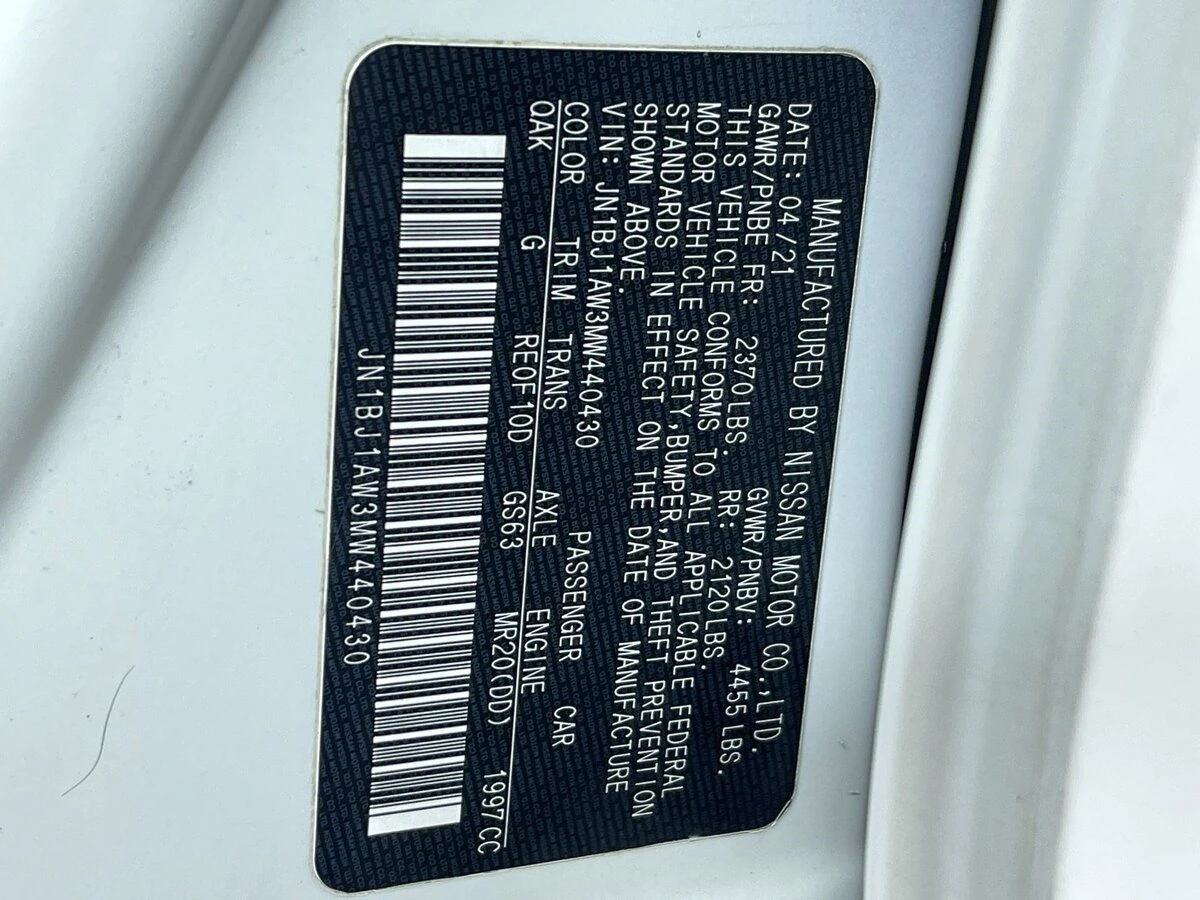 MANUFACTURED BY NISSAN MOTOR CO.,LTD.
DATE: 04/21 GVWR/PNBV: 4455 LBS.
GAWR/PNBE FR: 2370LBS. RR: 2120LBS.
THIS VEHICLE CONFORMS TO ALL APPLICABLE FEDERAL
MOTOR VEHICLE SAFETY,BUMPER,AND THEFT PREVENTION
STANDARDS IN EFFECT ON THE DATE OF MANUFACTURE
SHOWN ABOVE.
VIN: JN1BJ1AW3MW440430 PASSENGER CAR
COLOR TRIM TRANS AXLE ENGINE
QAK G RE0F10D GS63 MR20(DD) 1997CC
JN1BJ1AW3MW440430